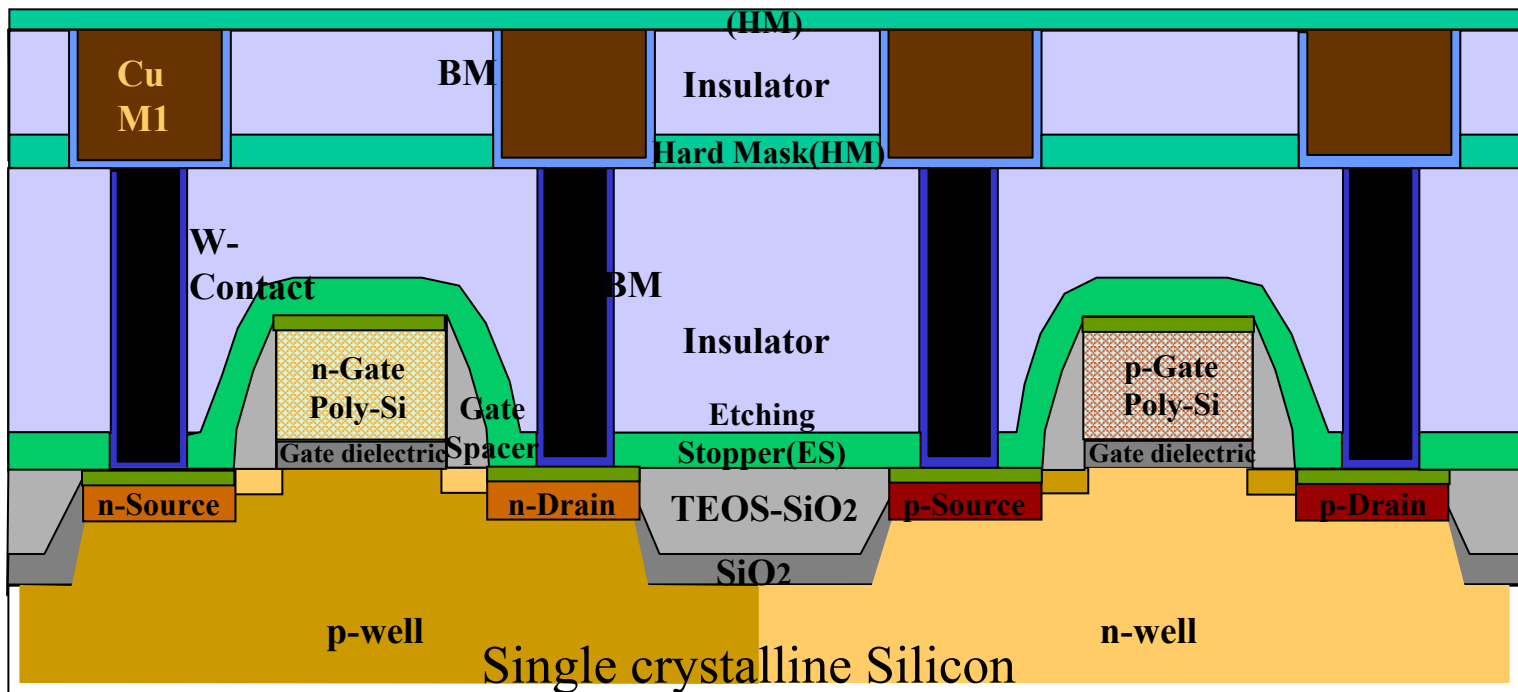 (HM)
Cu
M1
BM
Insulator
Hard Mask(HM)
W-
Contact
BM
Insulator
n-Gate
Poly-Si
p-Gate
Poly-Si
Gate
Spacer
Etching
Stopper(ES)
Gate dielectric
Gate dielectric
n-Source
n-Drain
TEOS-SiO2
p-Source
p-Drain
SiO2
p-well
n-well
Single crystalline Silicon